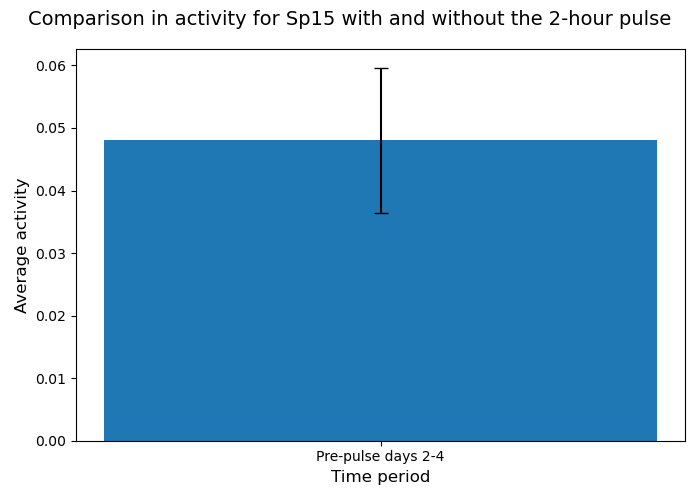 Comparison in activity for Sp15 with and without the 2-hour pulse
Average activity
0.06
0.05
0.04
0.03
0.02
0.01
0.00
Pre-pulse days 2-4
Time period